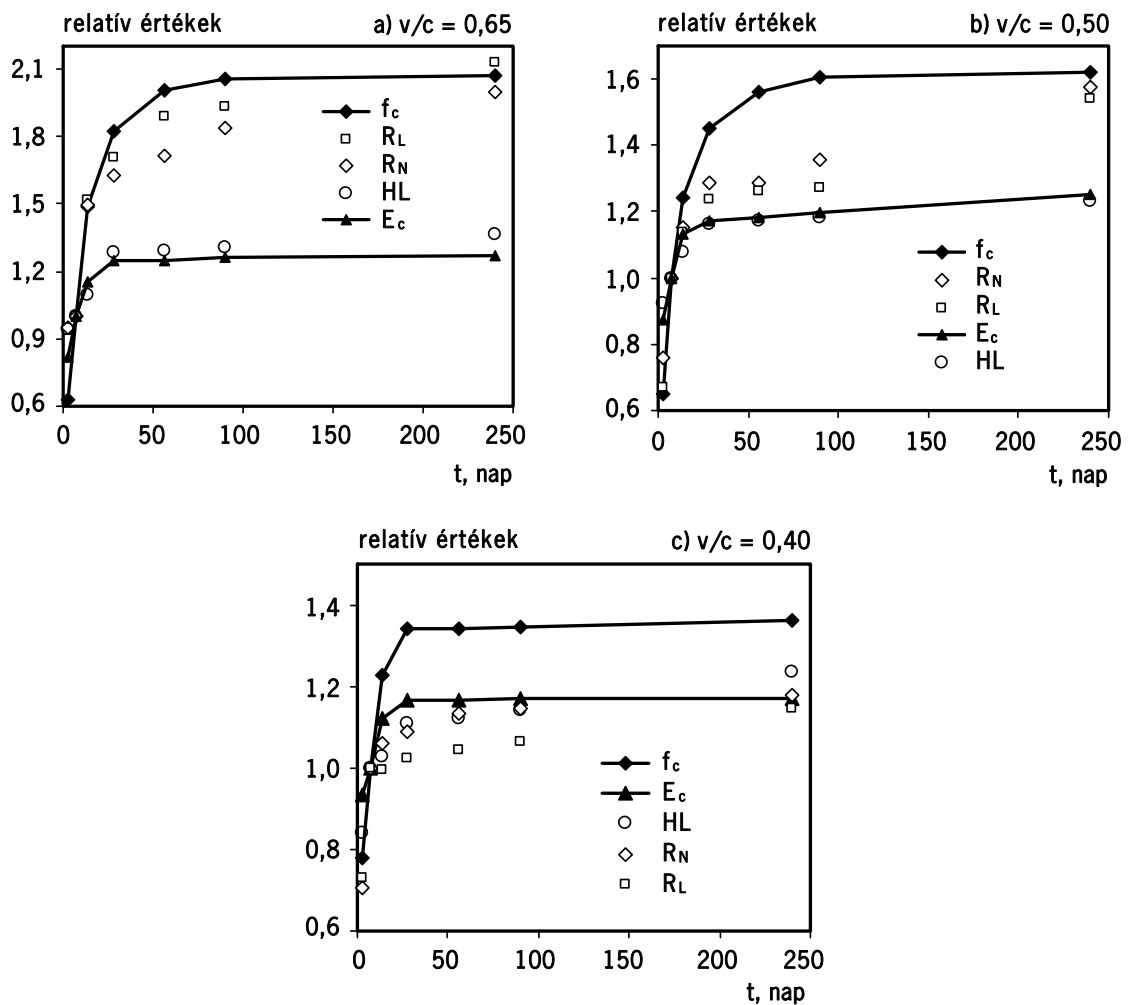 relatív értékek
a) v/c = 0,65
2,1
1,8
1,5
1,2
0,9
0,6
0
50
100
150
200
250
t, nap
fc
RL
RN
HL
Ec
relatív értékek
b) v/c = 0,50
1,6
1,4
1,2
1,0
0,8
0,6
0
50
100
150
200
250
t, nap
fc
RN
RL
Ec
HL
relatív értékek
c) v/c = 0,40
1,4
1,2
1,0
0,8
0,6
0
50
100
150
200
250
t, nap
fc
Ec
HL
RN
RL